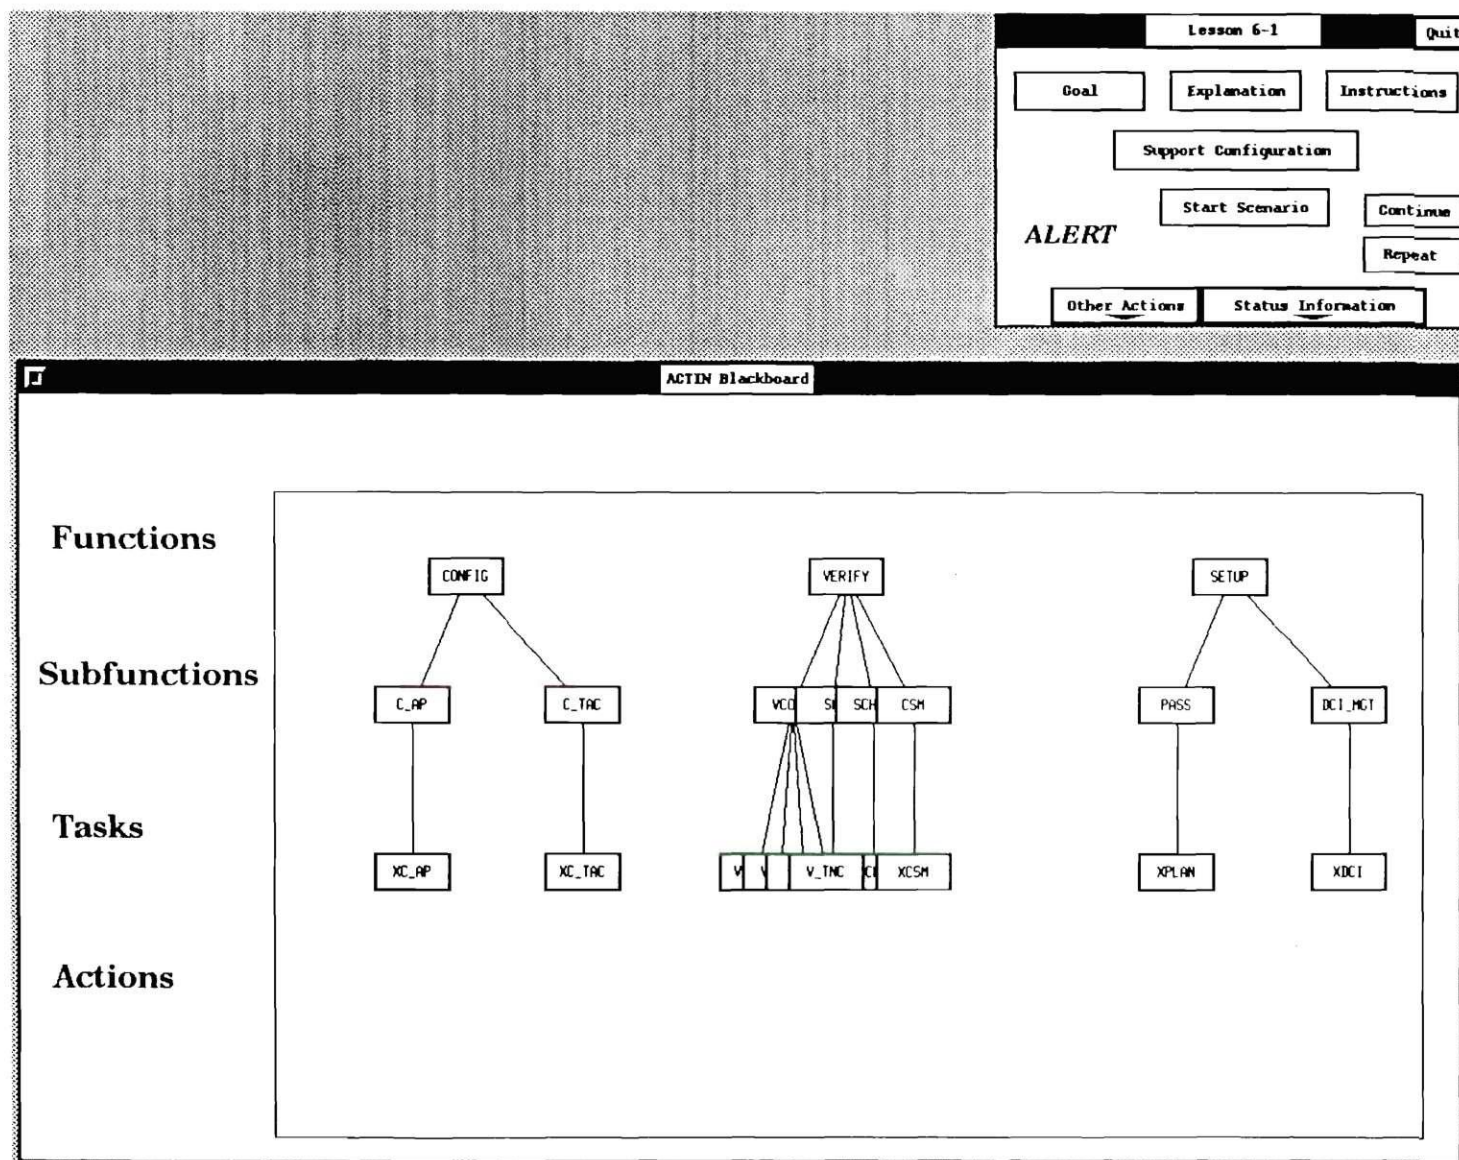 Lesson 6-1
Quit
Goal
Explanation
Instructions
Support Configuration
Start Scenario
Continue
ALERT
Repeat
Other Actions
Status Information
ACTIN Blackboard
Functions
CONFIG
VERIFY
SETUP
Subfunctions
C_AP
C_TAC
SCH
CSM
PASS
DCI_MGT
Tasks
XC_AP
XC_TAC
V_TNC
XCSM
XPLAN
XDCI
Actions